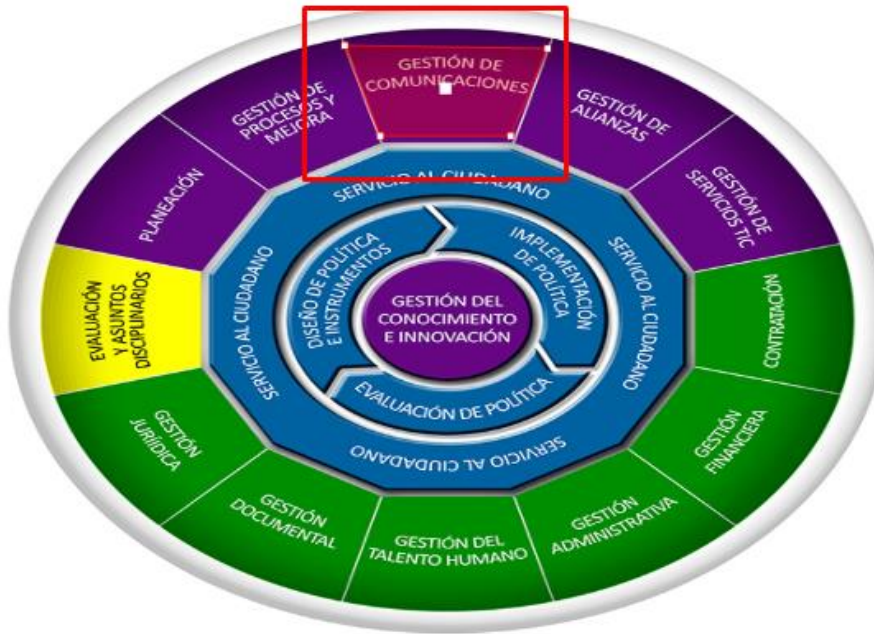 GESTIÓN DE
COMUNICACIONES
GESTIÓN DE
ALIANZAS
GESTIÓN DE
SERVICIOS TIC
CONTRATACIÓN
GESTIÓN
FINANCIERA
GESTIÓN
ADMINISTRATIVA
GESTIÓN DEL
TALENTO HUMANO
GESTIÓN
DOCUMENTAL
GESTIÓN
JURÍDICA
EVALUACIÓN
Y ASUNTOS
DISCIPLINARIOS
PLANEACIÓN
GESTIÓN DE
PROCESOS Y
MEJORA
SERVICIO AL CIUDADANO
SERVICIO AL CIUDADANO
SERVICIO AL CIUDADANO
SERVICIO AL CIUDADANO
DISEÑO DE POLÍTICA
E INSTRUMENTOS
IMPLEMENTACIÓN
DE POLÍTICA
EVALUACIÓN DE POLÍTICA
GESTIÓN DEL
CONOCIMIENTO
E INNOVACIÓN